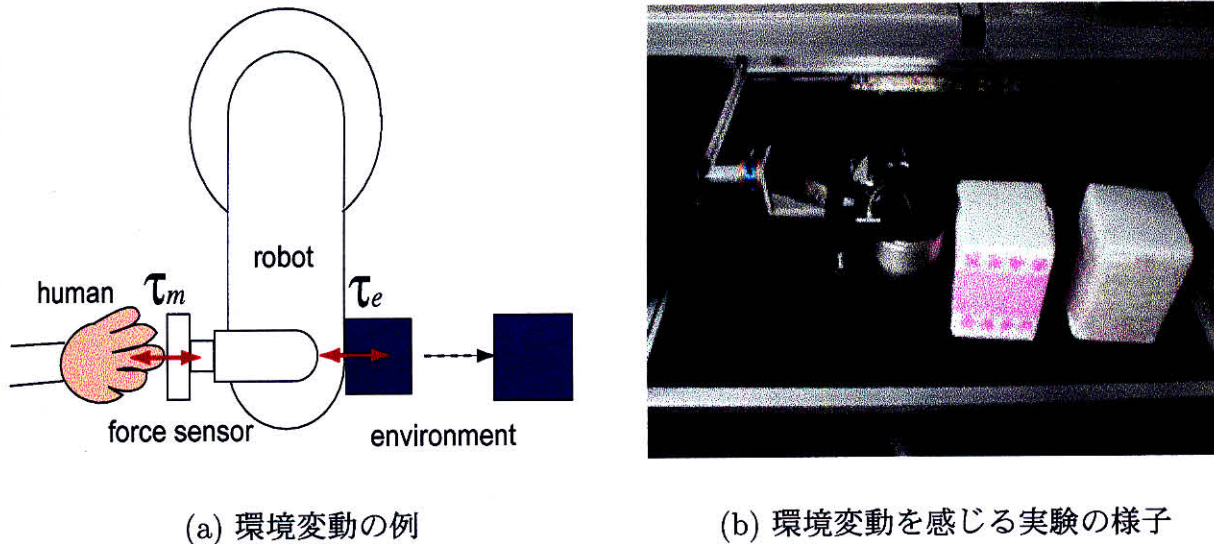 robot
human
τm
τe
force sensor
environment
(a) 環境変動の例
(b) 環境変動を感じる実験の様子